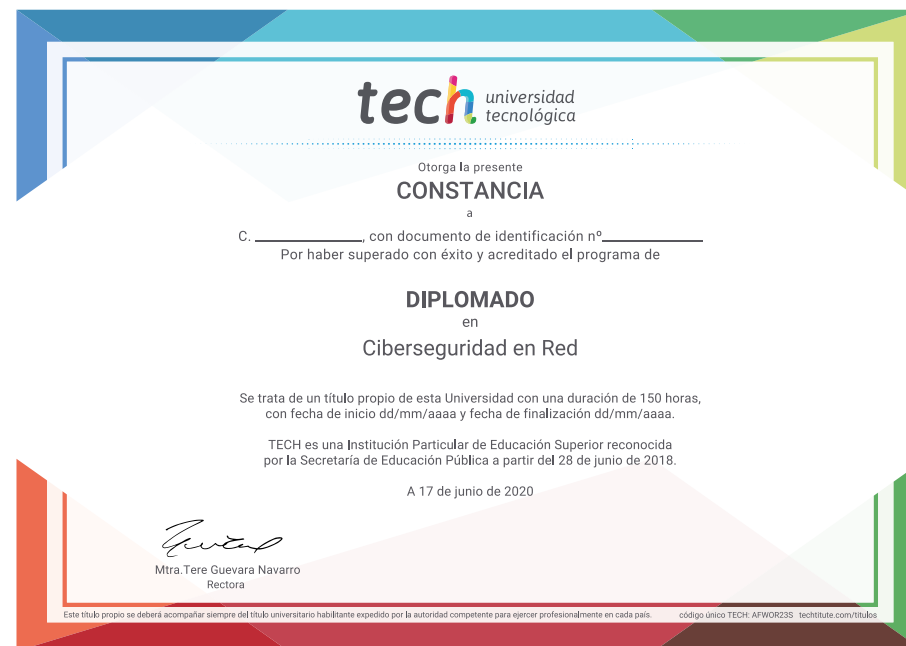 tech universidad
tecnológica
Otorga la presente
CONSTANCIA
a
C. ______________, con documento de identificación nº______________
Por haber superado con éxito y acreditado el programa de
DIPLOMADO
en
Ciberseguridad en Red
Se trata de un título propio de esta Universidad con una duración de 150 horas,
con fecha de inicio dd/mm/aaaa y fecha de finalización dd/mm/aaaa.
TECH es una Institución Particular de Educación Superior reconocida
por la Secretaría de Educación Pública a partir del 28 de junio de 2018.
A 17 de junio de 2020
Mtra.Tere Guevara Navarro
Rectora
Este título propio se deberá acompañar siempre del título universitario habilitante expedido por la autoridad competente para ejercer profesionalmente en cada país. código único TECH: AFWOR23S techtitute.com/titulos